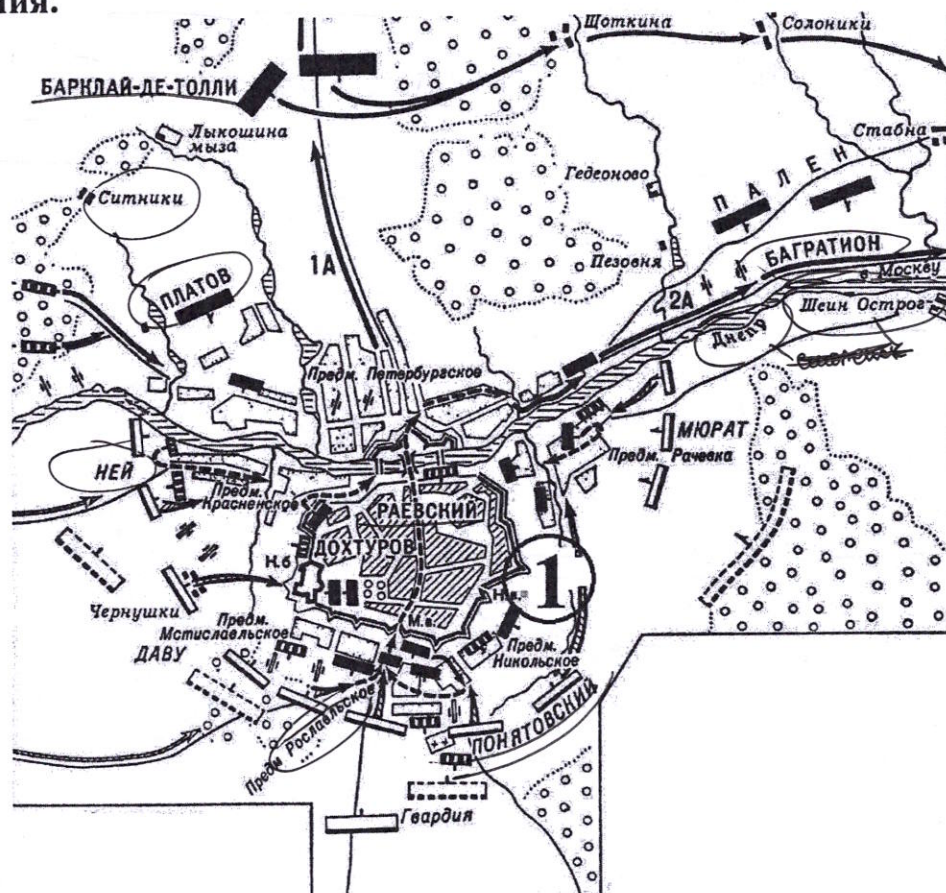 ния.
Шоткина
Солоники
БАРКЛАЙ-ДЕ-ТОЛЛИ
Лыкошина
мыза
Стабна
Гедеоново
ПАЛЕН
Ситники
1А
БАГРАТИОН
Пезовня
в Москву
ПЛАТОВ
2А
Шеин Острог
Днепр
Предм. Петербургское
МЮРАТ
Предм. Рачевка
НЕЙ
Предм.
Красненское
РАЕВСКИЙ
ДОХТУРОВ
Н.б
1
Чернушки
М.в.
Предм.
Мстиславльское
ДАВУ
Предм.
Никольское
Предм Рославльское
ПОНЯТОВСКИЙ
Гвардия